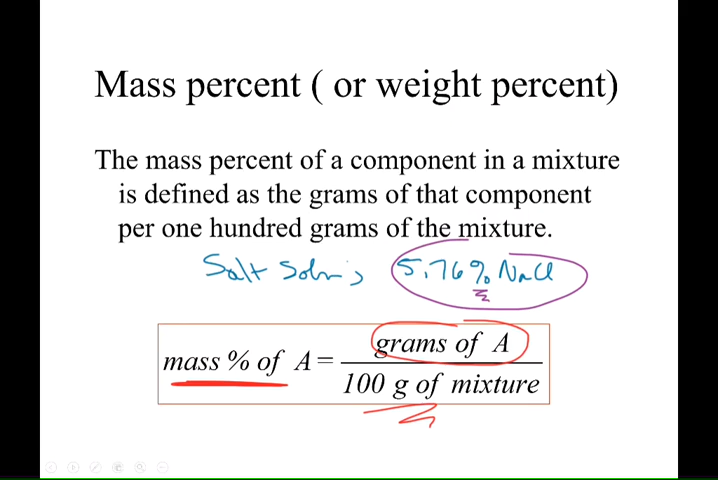 Mass percent ( or weight percent)
The mass percent of a component in a mixture
is defined as the grams of that component
per one hundred grams of the mixture.
Salt Soln; 5.76% NaCl
mass % of A = grams of A
100 g of mixture